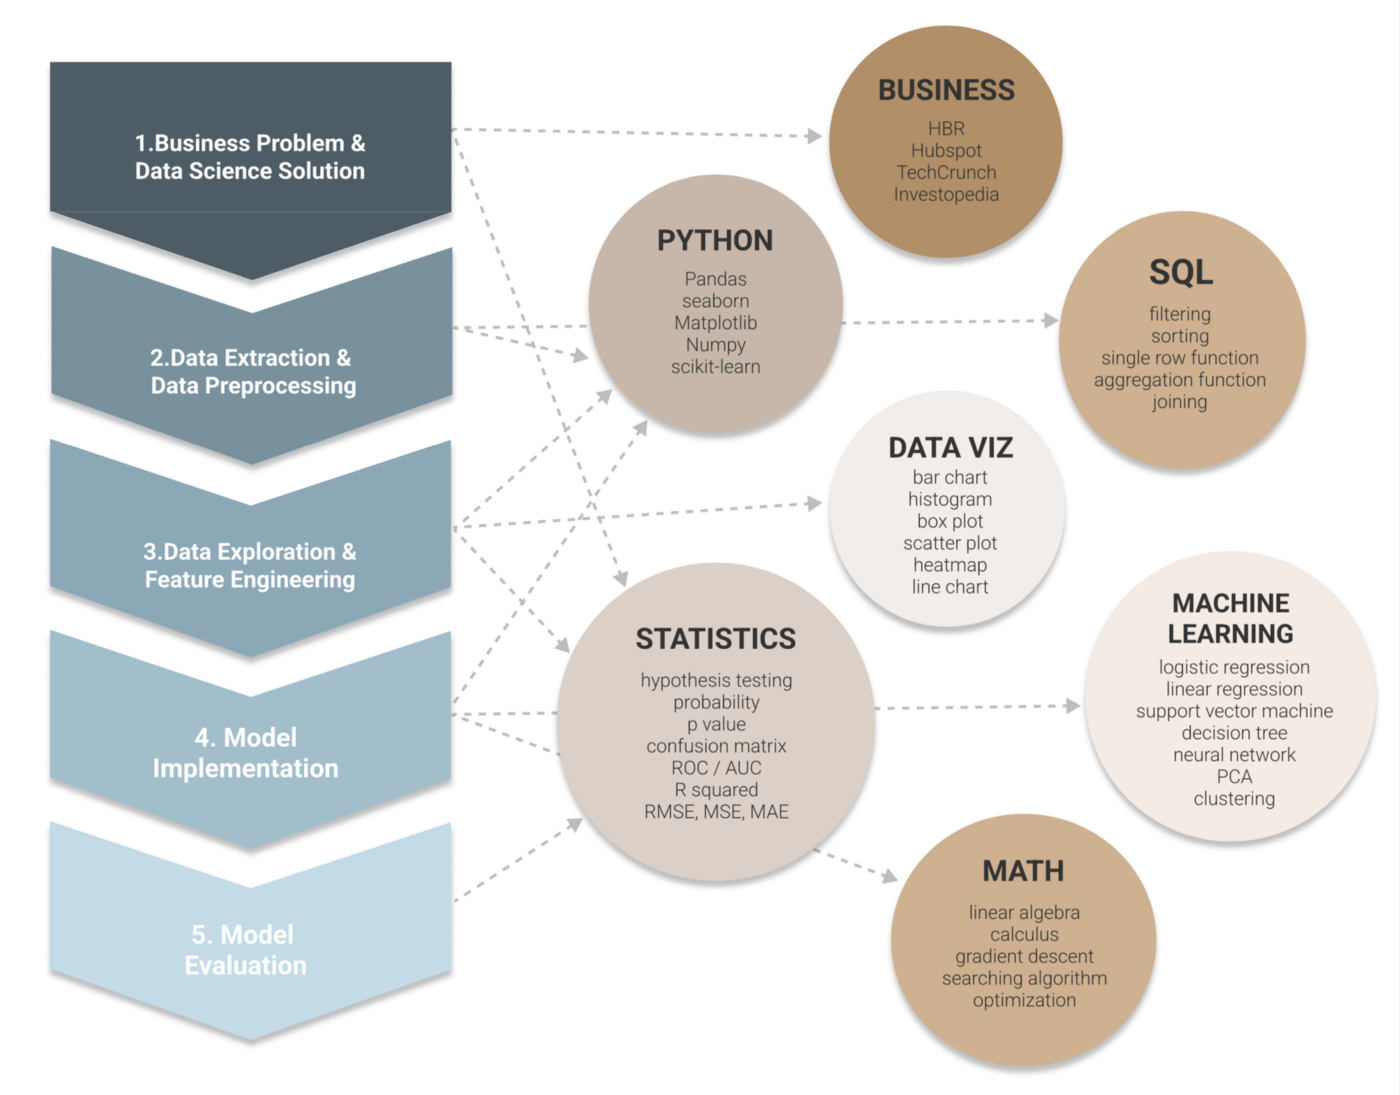 1.Business Problem &
Data Science Solution
2.Data Extraction &
Data Preprocessing
3.Data Exploration &
Feature Engineering
4. Model
Implementation
5. Model
Evaluation
BUSINESS
HBR
Hubspot
TechCrunch
Investopedia
PYTHON
Pandas
seaborn
Matplotlib
Numpy
scikit-learn
SQL
filtering
sorting
single row function
aggregation function
joining
DATA VIZ
bar chart
histogram
box plot
scatter plot
heatmap
line chart
STATISTICS
hypothesis testing
probability
p value
confusion matrix
ROC / AUC
R squared
RMSE, MSE, MAE
MACHINE
LEARNING
logistic regression
linear regression
support vector machine
decision tree
neural network
PCA
clustering
MATH
linear algebra
calculus
gradient descent
searching algorithm
optimization